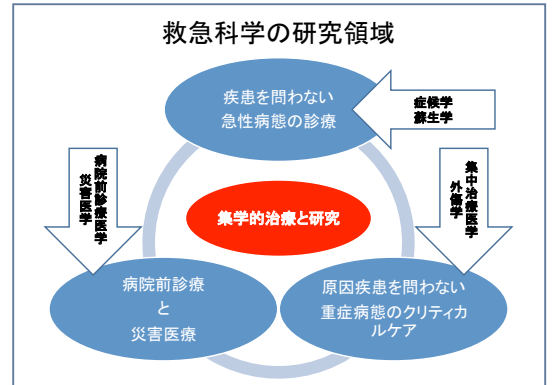 救急科学の研究領域
疾患を問わない
急性病態の診療
症候学
蘇生学
病院前診療医学
災害医学
集中治療医学
外傷学
集学的治療と研究
病院前診療
と
災害医療
原因疾患を問わない
重症病態のクリティカ
ルケア